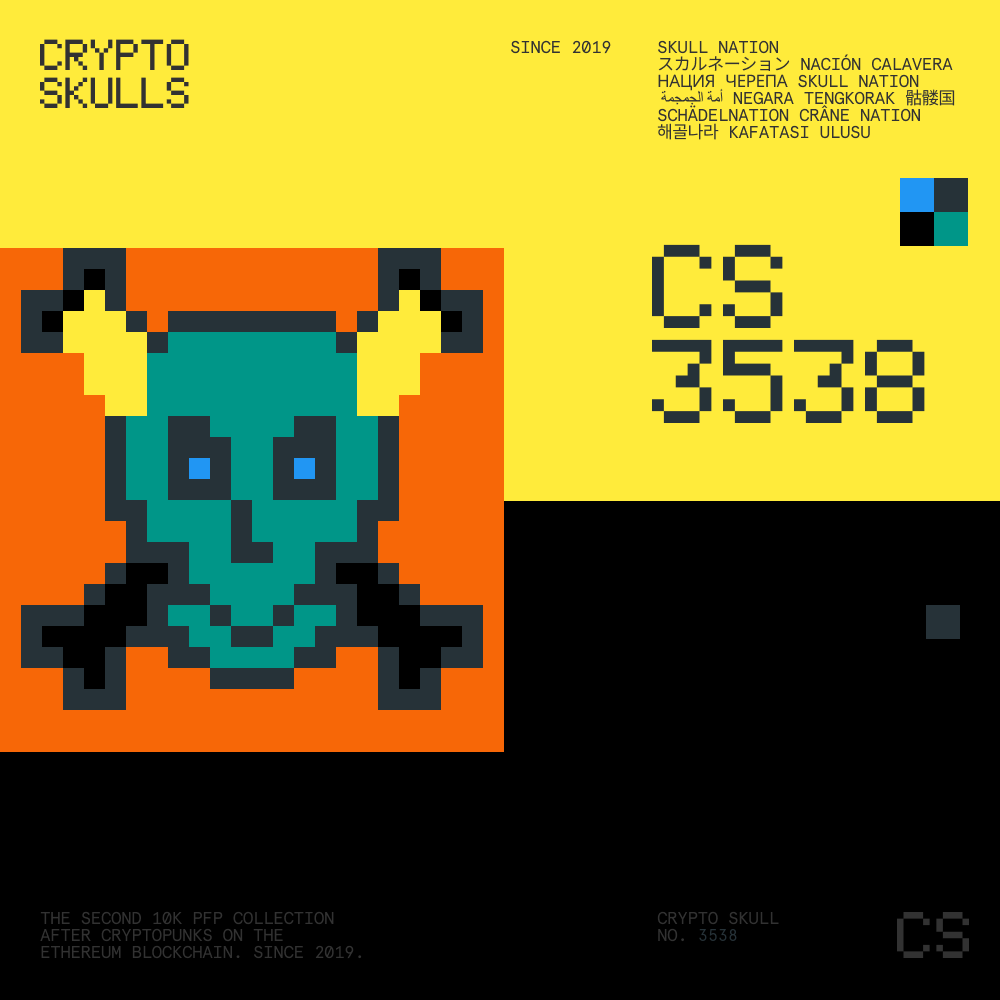 CRYPTO
SKULLS
SINCE 2019
SKULL NATION
スカルネーション NACIÓN CALAVERA
НАЦИЯ ЧЕРЕПА SKULL NATION
أمة الجمجمة NEGARA TENGKORAK 骷髅国
SCHÄDELNATION CRÂNE NATION
해골나라 KAFATASI ULUSU
CS
3538
THE SECOND 10K PFP COLLECTION
AFTER CRYPTOPUNKS ON THE
ETHEREUM BLOCKCHAIN. SINCE 2019.
CRYPTO SKULL
NO. 3538
CS